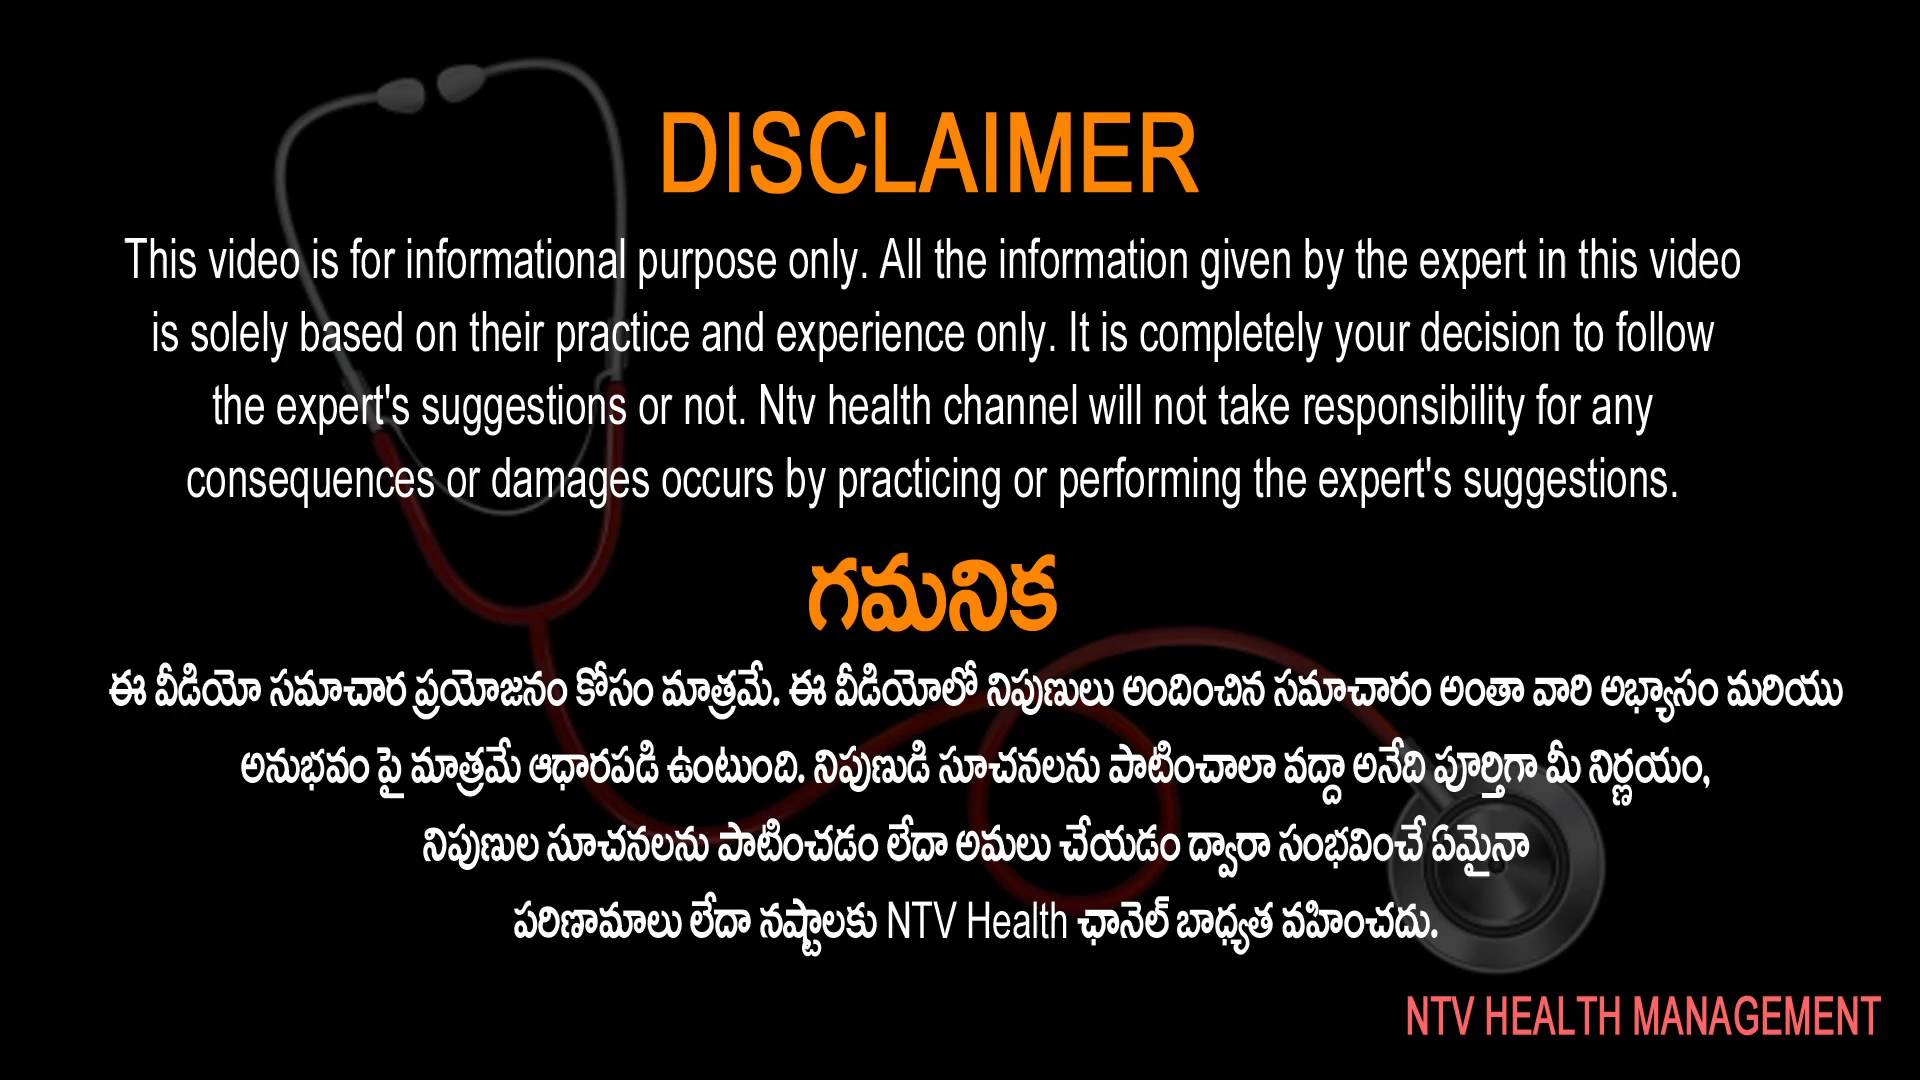 DISCLAIMER
This video is for informational purpose only. All the information given by the expert in this video
is solely based on their practice and experience only. It is completely your decision to follow
the expert's suggestions or not. Ntv health channel will not take responsibility for any
consequences or damages occurs by practicing or performing the expert's suggestions.
గమనిక
ఈ వీడియో సమాచార ప్రయోజనం కోసం మాత్రమే. ఈ వీడియోలో నిపుణులు అందించిన సమాచారం అంతా వారి అభ్యాసం మరియు
అనుభవం పై మాత్రమే ఆధారపడి ఉంటుంది. నిపుణుడి సూచనలను పాటించాలా వద్దా అనేది పూర్తిగా మీ నిర్ణయం,
నిపుణుల సూచనలను పాటించడం లేదా అమలు చేయడం ద్వారా సంభవించే ఏమైనా
పరిణామాలు లేదా నష్టాలకు NTV Health ఛానెల్ బాధ్యత వహించదు.
NTV HEALTH MANAGEMENT